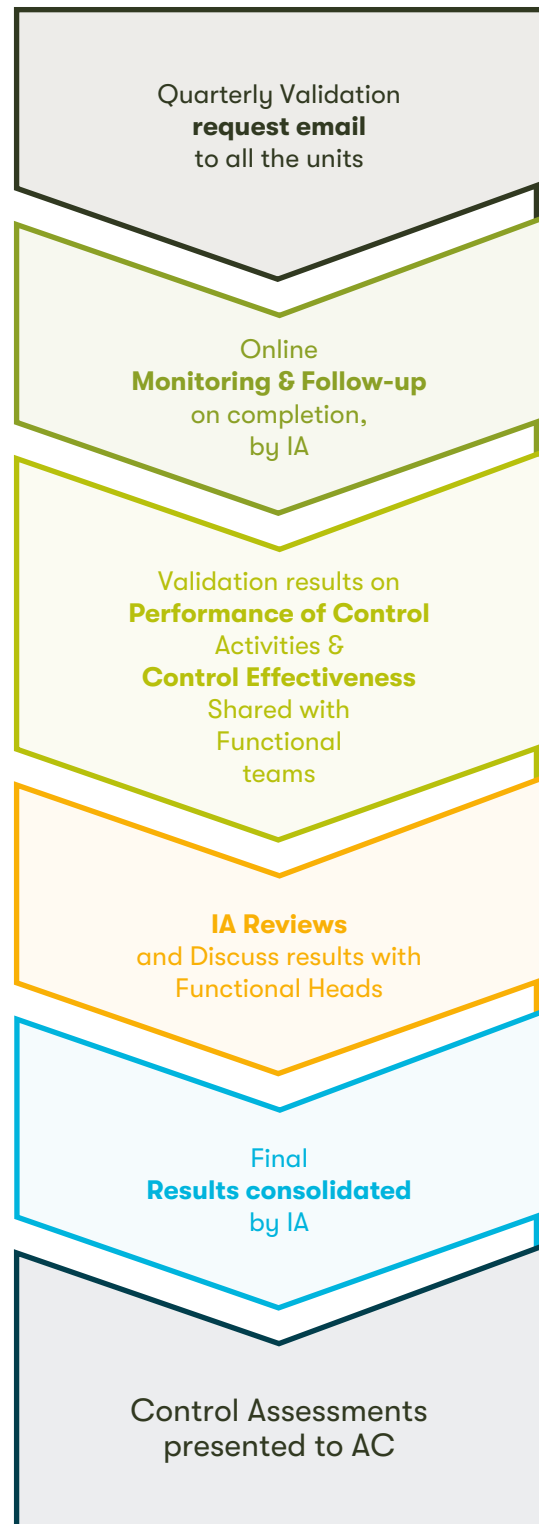 Quarterly Validation
request email
to all the units
Online
Monitoring & Follow-up
on completion,
by IA
Validation results on
Performance of Control
Activities &
Control Effectiveness
Shared with
Functional
teams
IA Reviews
and Discuss results with
Functional Heads
Final
Results consolidated
by IA
Control Assessments
presented to AC